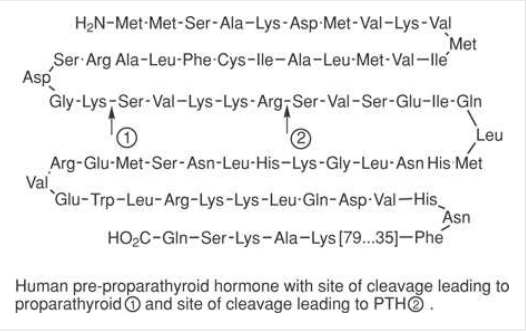 H₂N–Met·Met–Ser–Ala–Lys–Asp·Met–Val–Lys–Val
Met
Ser·Arg Ala–Leu–Phe·Cys–Ile–Ala–Leu·Met–Val–Ile
Asp
Gly–Lys–Ser–Val–Lys–Lys–Arg–Ser–Val–Ser–Glu–Ile–Gln
① ②
Leu
Arg–Glu–Met–Ser–Asn–Leu–His–Lys–Gly–Leu–Asn His·Met
Val
Glu–Trp–Leu–Arg–Lys–Lys–Leu·Gln–Asp·Val–His
Asn
HO₂C–Gln–Ser–Lys–Ala–Lys[79...35]–Phe
Human pre-proparathyroid hormone with site of cleavage leading to
proparathyroid ① and site of cleavage leading to PTH② .